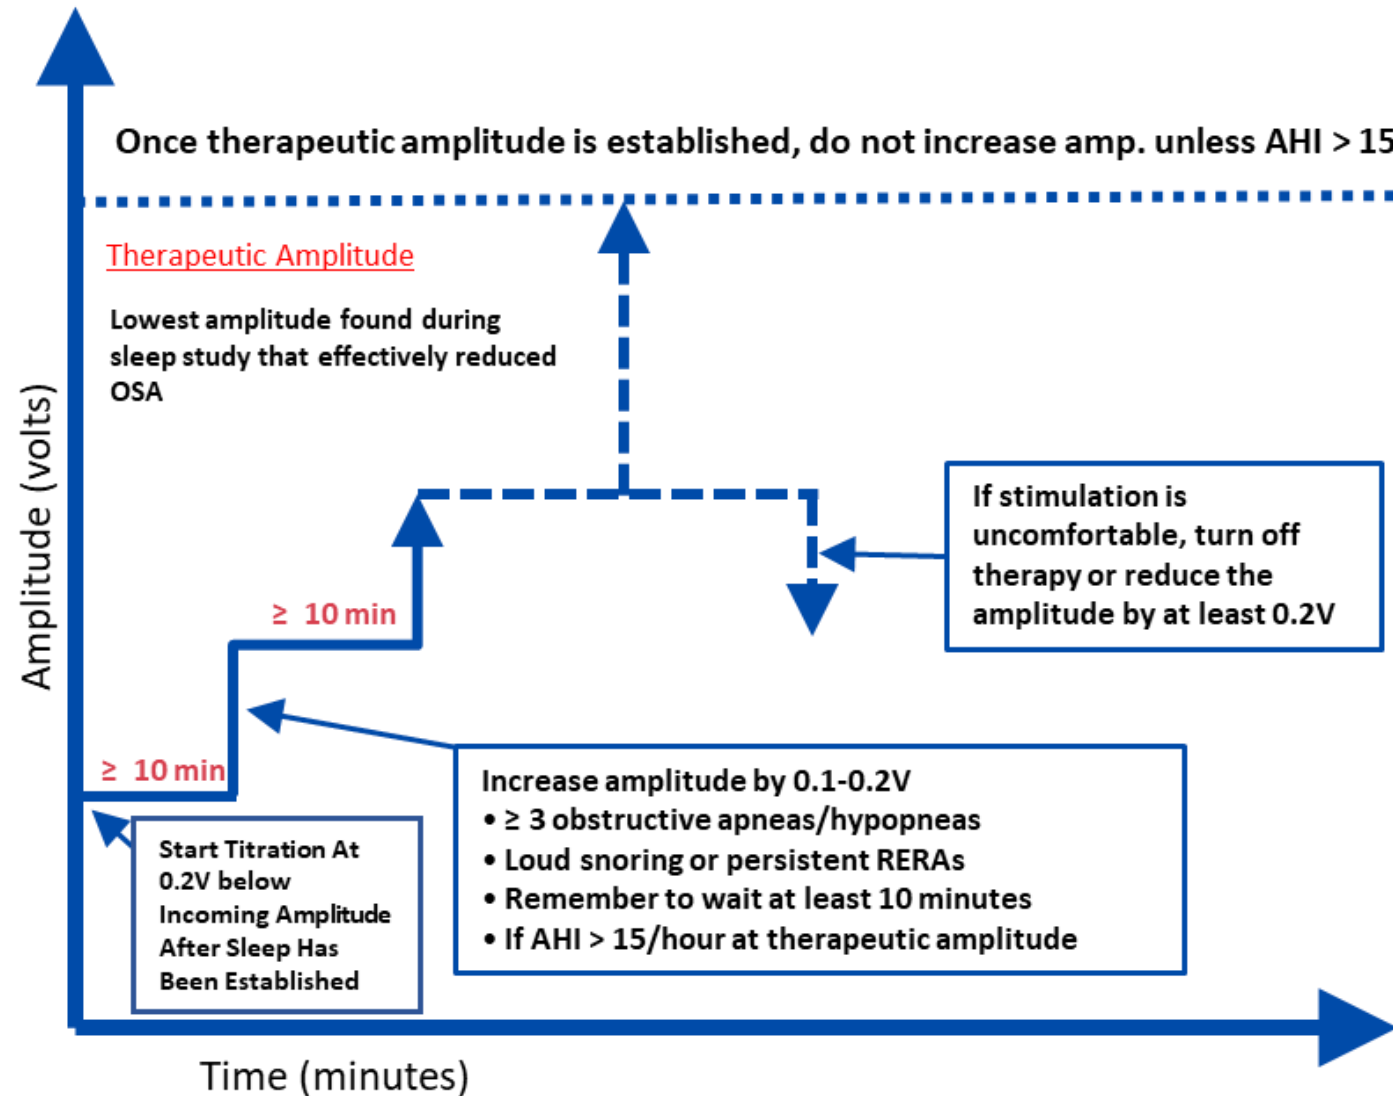 Once therapeutic amplitude is established, do not increase amp. unless AHI > 15
Therapeutic Amplitude
Lowest amplitude found during
sleep study that effectively reduced
OSA
Amplitude (volts)
If stimulation is
uncomfortable, turn off
therapy or reduce the
amplitude by at least 0.2V
≥ 10 min
≥ 10 min
Increase amplitude by 0.1-0.2V
• ≥ 3 obstructive apneas/hypopneas
• Loud snoring or persistent RERAs
• Remember to wait at least 10 minutes
• If AHI > 15/hour at therapeutic amplitude
Start Titration At
0.2V below
Incoming Amplitude
After Sleep Has
Been Established
Time (minutes)